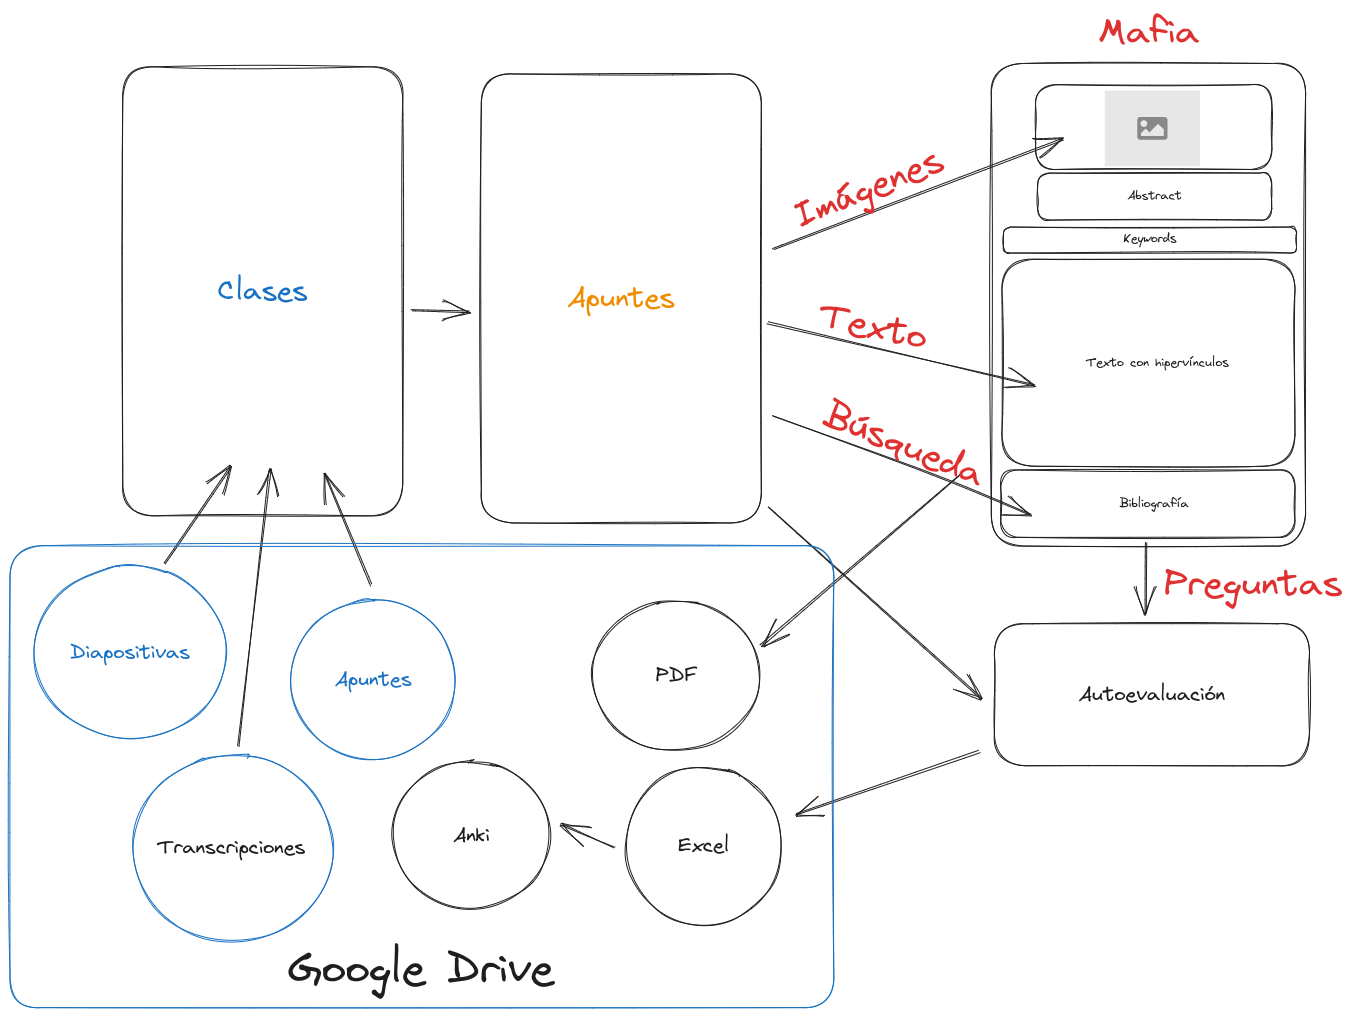 Mafia
Imágenes
Abstract
Keywords
Clases
Apuntes
Texto
Texto con hipervínculos
Búsqueda
Bibliografía
Preguntas
Diapositivas
Apuntes
PDF
Autoevaluación
Transcripciones
Anki
Excel
Google Drive